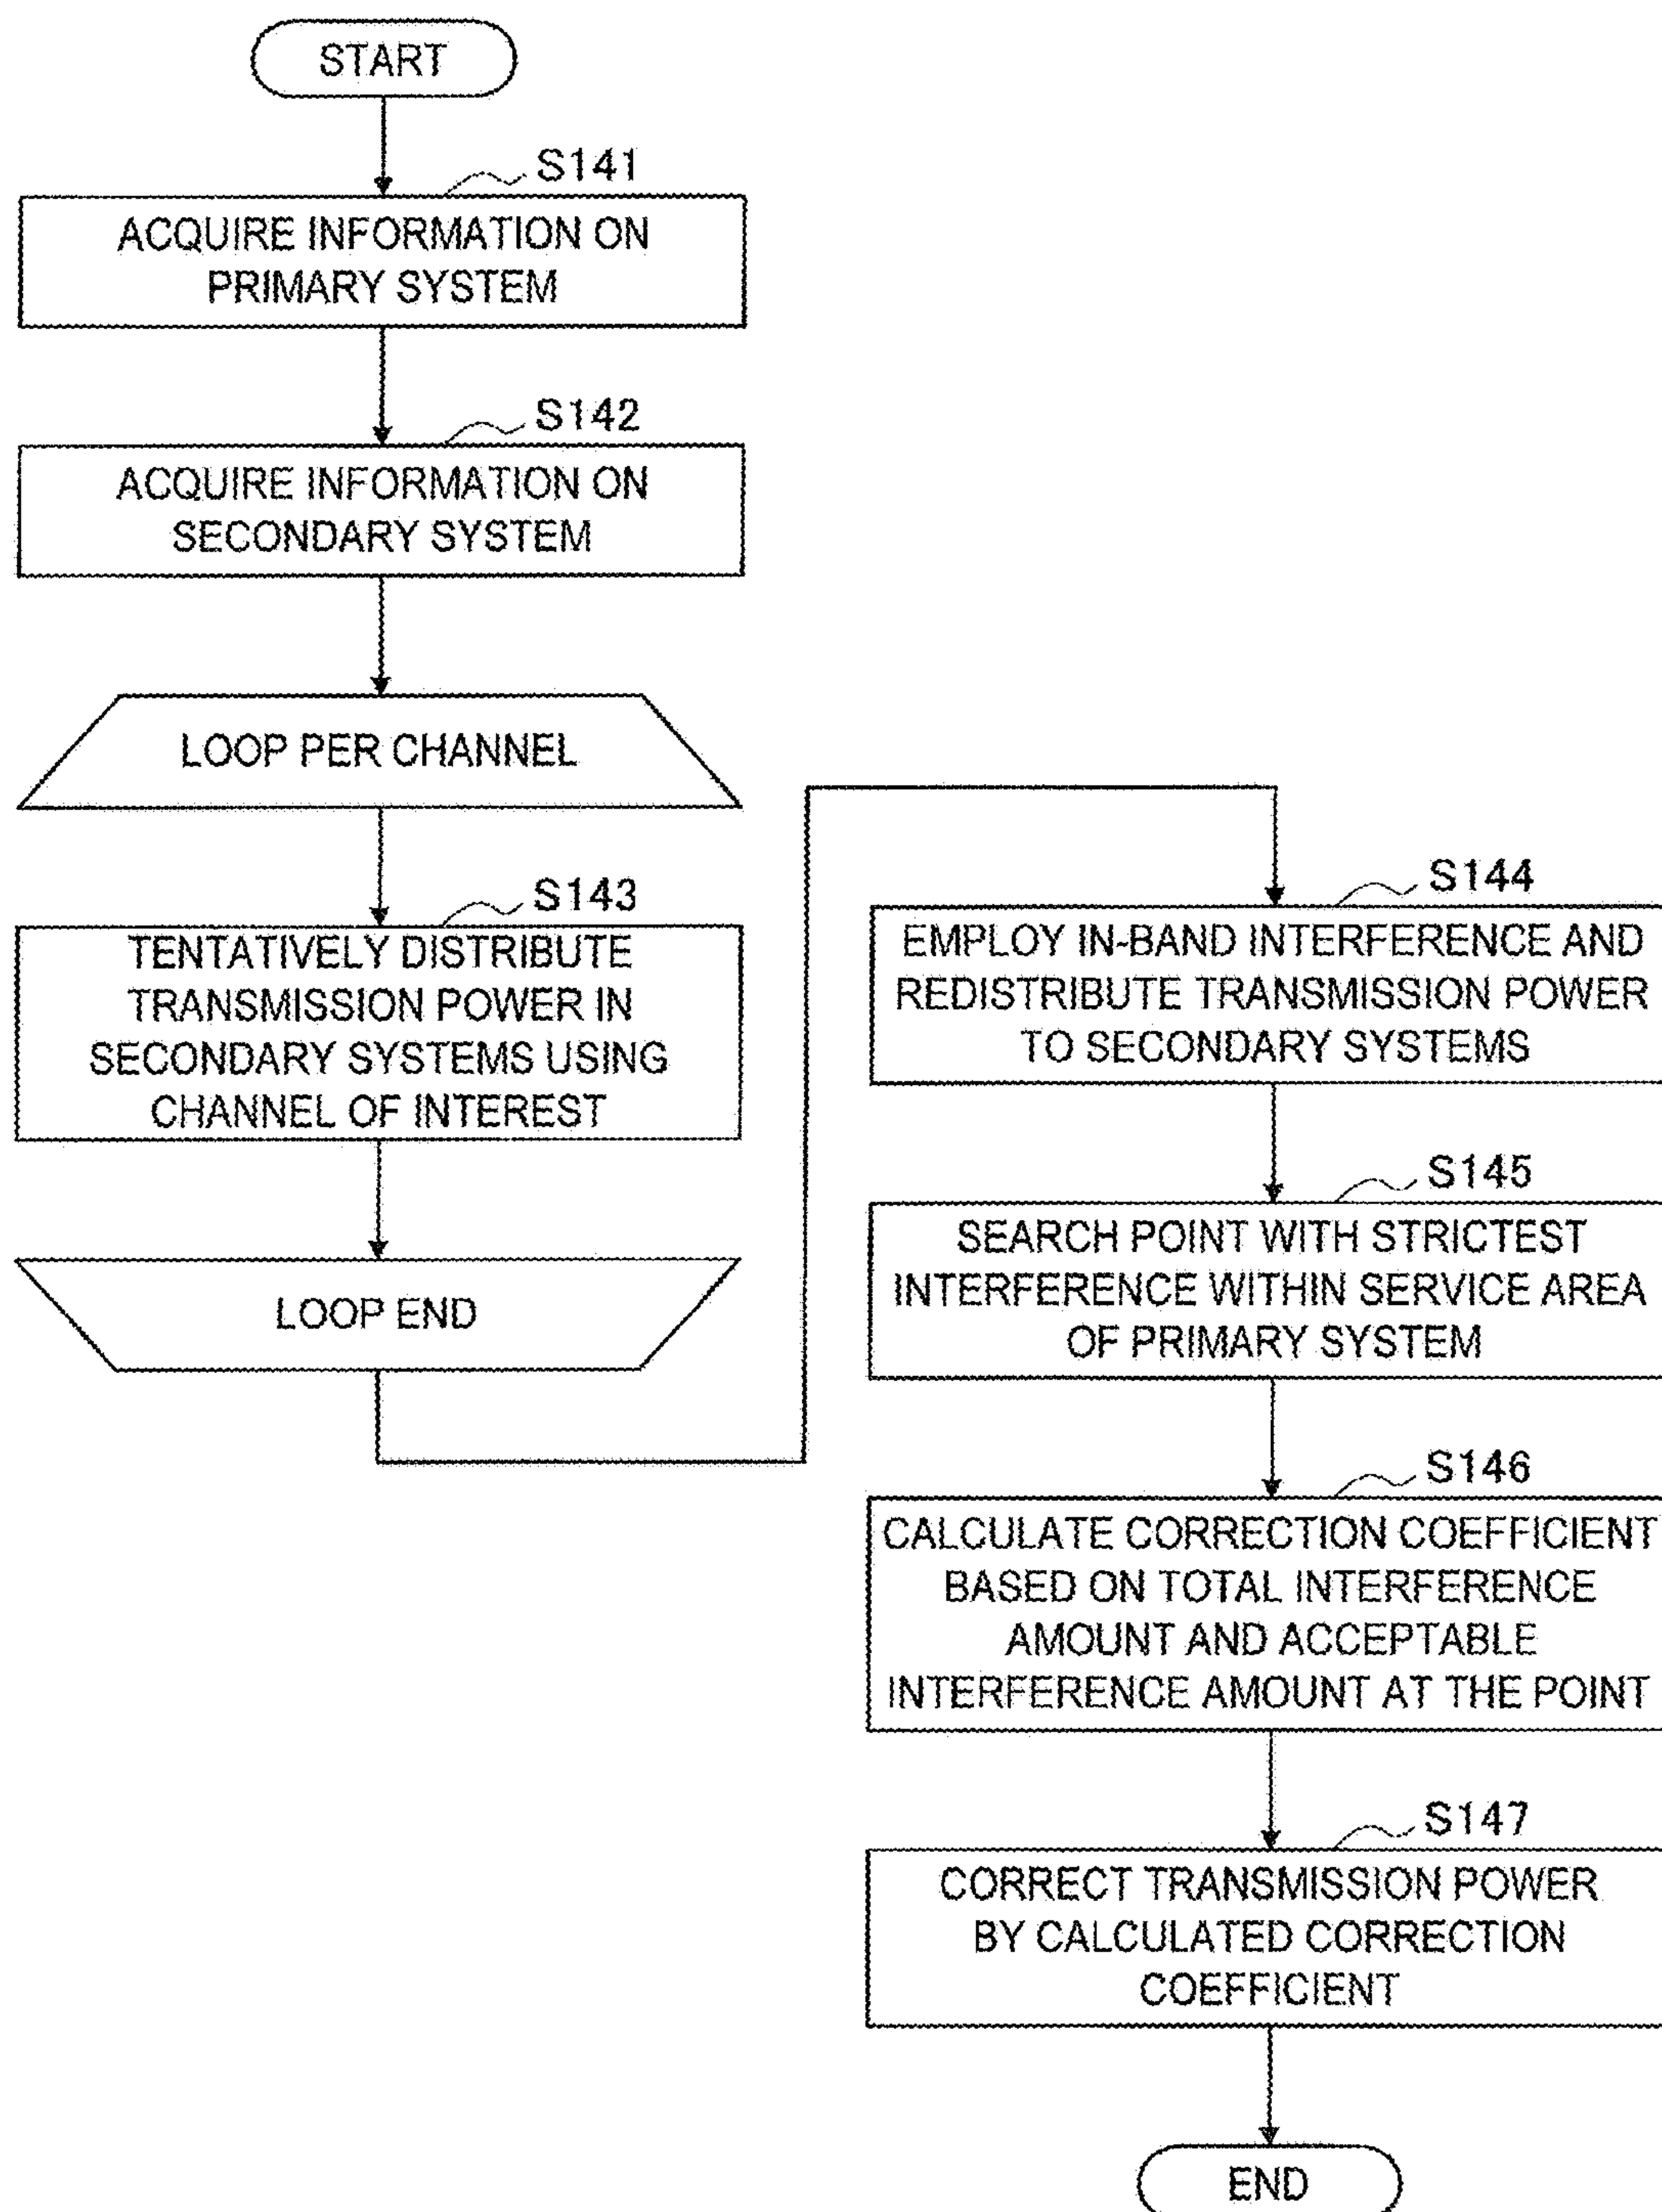 START
S141
ACQUIRE INFORMATION ON
PRIMARY SYSTEM
S142
ACQUIRE INFORMATION ON
SECONDARY SYSTEM
LOOP PER CHANNEL
S143
TENTATIVELY DISTRIBUTE
TRANSMISSION POWER IN
SECONDARY SYSTEMS USING
CHANNEL OF INTEREST
LOOP END
S144
EMPLOY IN-BAND INTERFERENCE AND
REDISTRIBUTE TRANSMISSION POWER
TO SECONDARY SYSTEMS
S145
SEARCH POINT WITH STRICTEST
INTERFERENCE WITHIN SERVICE AREA
OF PRIMARY SYSTEM
S146
CALCULATE CORRECTION COEFFICIENT
BASED ON TOTAL INTERFERENCE
AMOUNT AND ACCEPTABLE
INTERFERENCE AMOUNT AT THE POINT
S147
CORRECT TRANSMISSION POWER
BY CALCULATED CORRECTION
COEFFICIENT
END